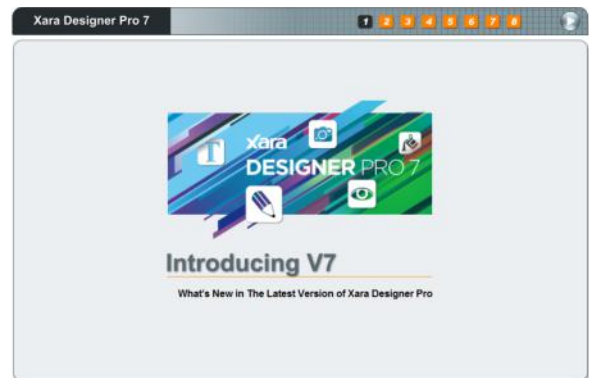 Xara Designer Pro 7
1 2 3 4 5 6 7 8
T
xara
DESIGNER PRO 7
Introducing V7
What's New in The Latest Version of Xara Designer Pro